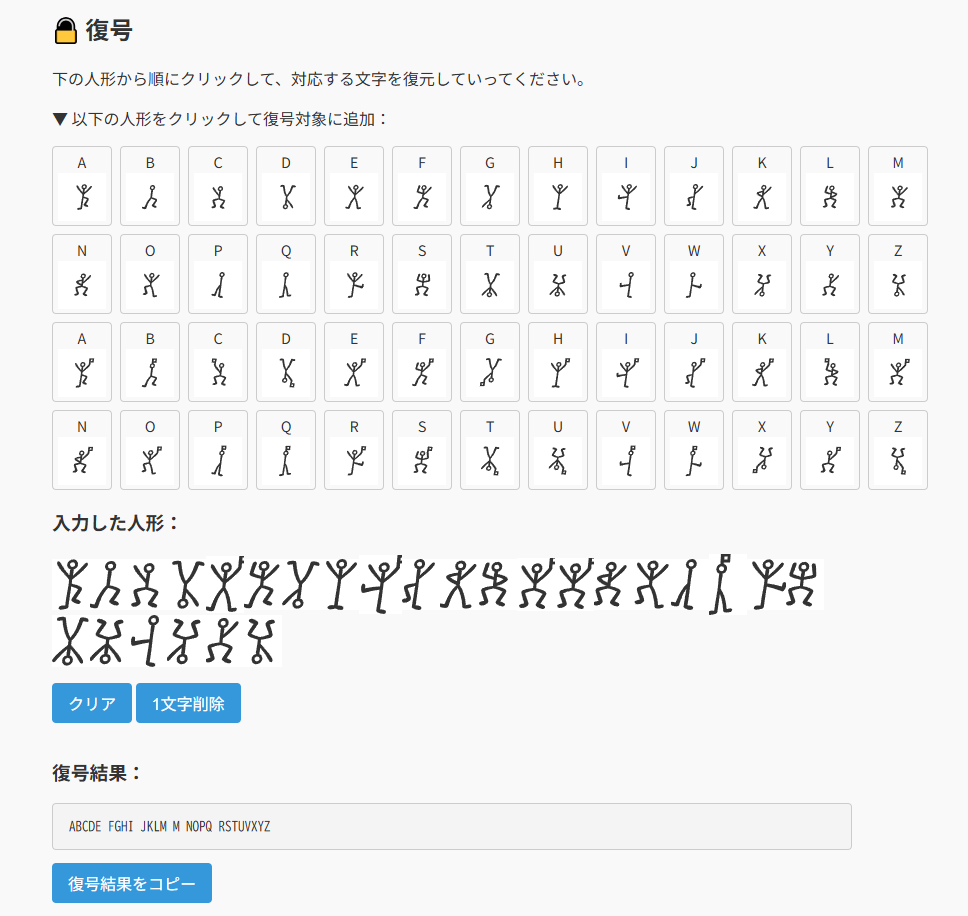 復号
下の人形から順にクリックして、対応する文字を復元していってください。
▼ 以下の人形をクリックして復号対象に追加：
A B C D E F G H I J K L M
N O P Q R S T U V W X Y Z
A B C D E F G H I J K L M
N O P Q R S T U V W X Y Z
入力した人形：
クリア 1文字削除
復号結果：
ABCDE FGHI JKLM M NOPQ RSTUVXYZ
復号結果をコピー